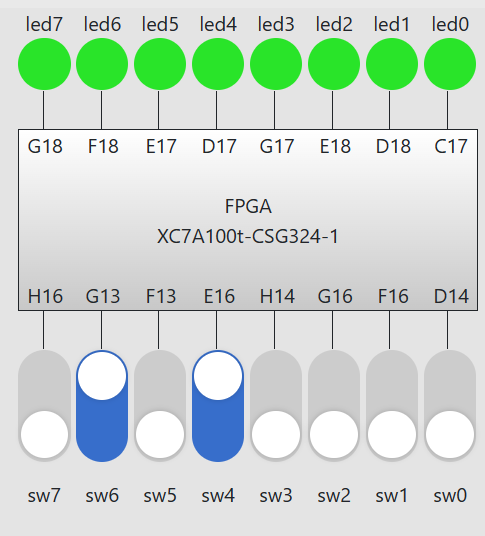 led7 led6 led5 led4 led3 led2 led1 led0
G18 F18 E17 D17 G17 E18 D18 C17
FPGA
XC7A100t-CSG324-1
H16 G13 F13 E16 H14 G16 F16 D14
sw7 sw6 sw5 sw4 sw3 sw2 sw1 sw0